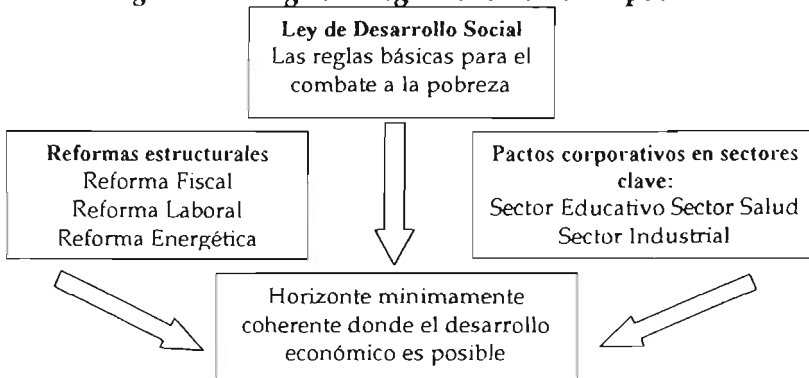 Ley de Desarrollo Social
Las reglas básicas para el
combate a la pobreza
Reformas estructurales
Reforma Fiscal
Reforma Laboral
Reforma Energética
Pactos corporativos en sectores
clave:
Sector Educativo Sector Salud
Sector Industrial
Horizonte minimamente
coherente donde el desarrollo
económico es posible